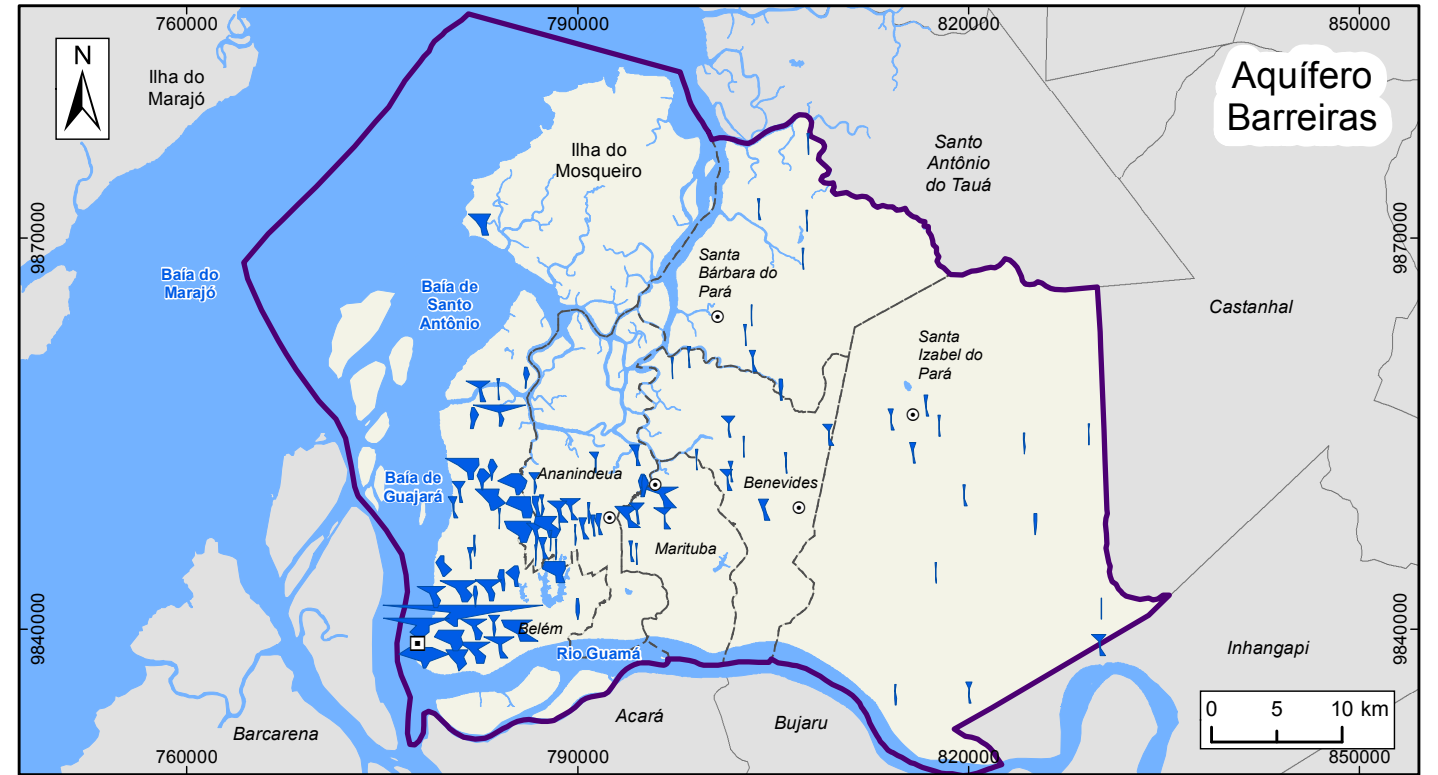 760000
790000
820000
850000
N
Ilha do
Marajó
Aquífero
Barreiras
Santo
Antônio
do Tauá
Ilha do
Mosqueiro
9870000
9870000
Santa
Bárbara do
Pará
Baía do
Marajó
Baía de
Santo
Antônio
Castanhal
Santa
Izabel do
Pará
Baía de
Guajará
Ananindeua
Benevides
Marituba
9840000
9840000
Belém
Rio Guamá
Inhangapi
Acará
Bujaru
Barcarena
0 5 10 km
760000
790000
820000
850000